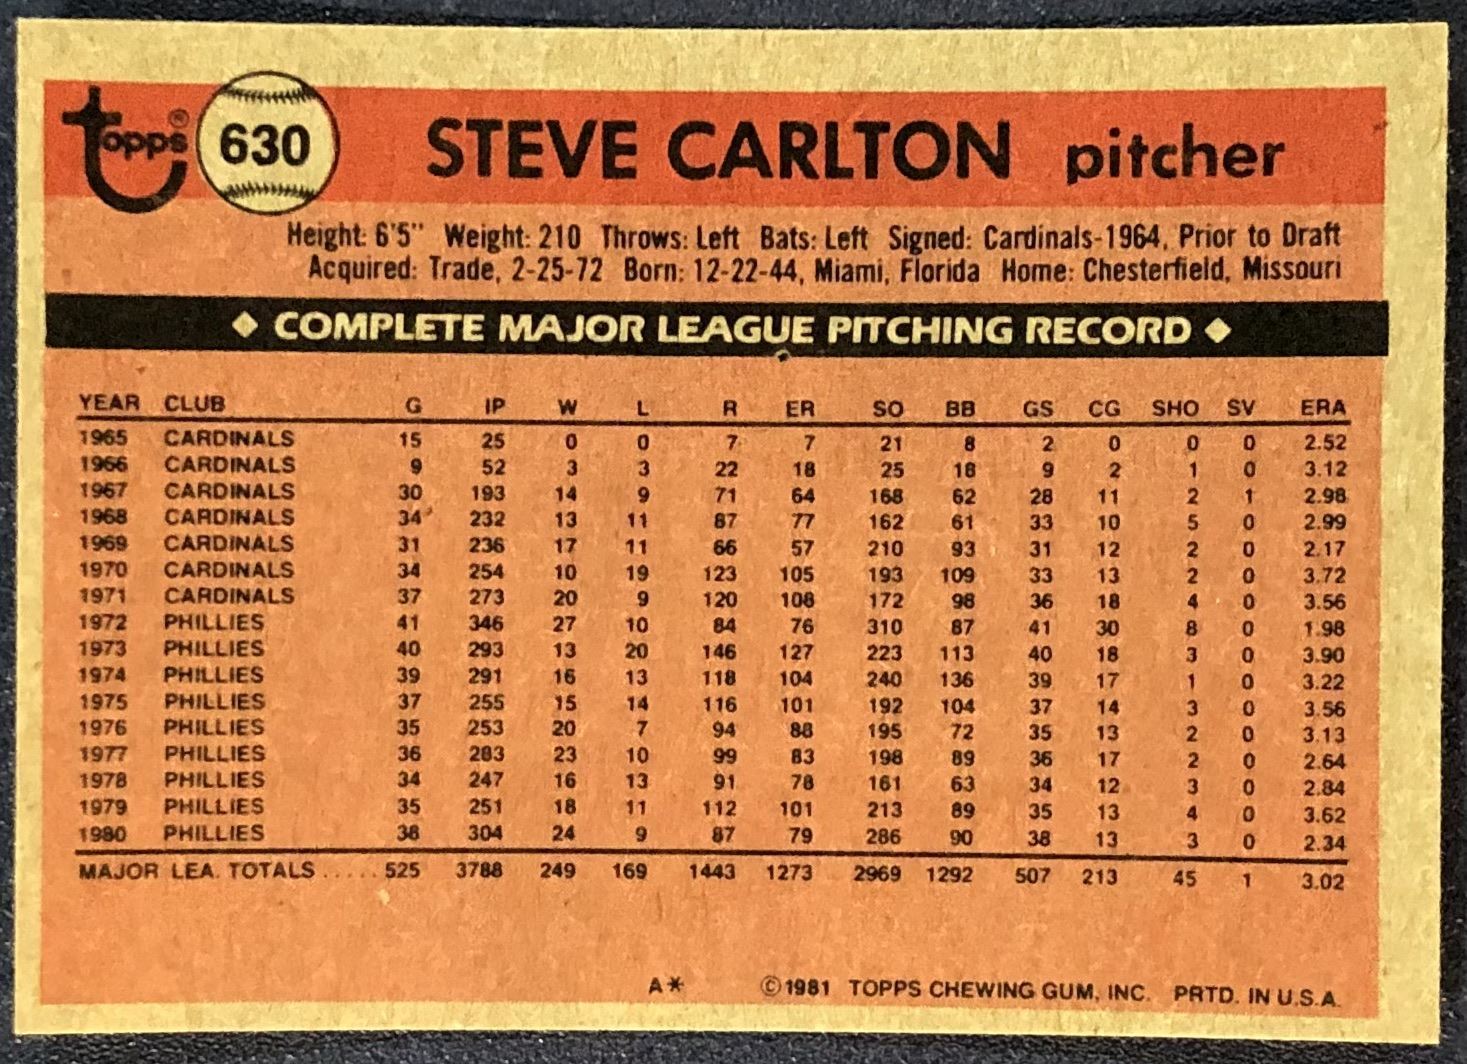 Topps® 630 STEVE CARLTON pitcher
Height: 6'5" Weight: 210 Throws: Left Bats: Left Signed: Cardinals-1964, Prior to Draft
Acquired: Trade, 2-25-72 Born: 12-22-44, Miami, Florida Home: Chesterfield, Missouri
◆ COMPLETE MAJOR LEAGUE PITCHING RECORD ◆
YEAR CLUB G IP W L R ER SO BB GS CG SHO SV ERA
1965 CARDINALS 15 25 0 0 7 7 21 8 2 0 0 0 2.52
1966 CARDINALS 9 52 3 3 22 18 25 18 9 2 1 0 3.12
1967 CARDINALS 30 193 14 9 71 64 168 62 28 11 2 1 2.98
1968 CARDINALS 34 232 13 11 87 77 162 61 33 10 5 0 2.99
1969 CARDINALS 31 236 17 11 66 57 210 93 31 12 2 0 2.17
1970 CARDINALS 34 254 10 19 123 105 193 109 33 13 2 0 3.72
1971 CARDINALS 37 273 20 9 120 108 172 98 36 18 4 0 3.56
1972 PHILLIES 41 346 27 10 84 76 310 87 41 30 8 0 1.98
1973 PHILLIES 40 293 13 20 146 127 223 113 40 18 3 0 3.90
1974 PHILLIES 39 291 16 13 118 104 240 136 39 17 1 0 3.22
1975 PHILLIES 37 255 15 14 116 101 192 104 37 14 3 0 3.56
1976 PHILLIES 35 253 20 7 94 88 195 72 35 13 2 0 3.13
1977 PHILLIES 36 283 23 10 99 83 198 89 36 17 2 0 2.64
1978 PHILLIES 34 247 16 13 91 78 161 63 34 12 3 0 2.84
1979 PHILLIES 35 251 18 11 112 101 213 89 35 13 4 0 3.62
1980 PHILLIES 38 304 24 9 87 79 286 90 38 13 3 0 2.34
MAJOR LEA. TOTALS ..... 525 3788 249 169 1443 1273 2969 1292 507 213 45 1 3.02
A* ©1981 TOPPS CHEWING GUM, INC. PRTD. IN U.S.A.